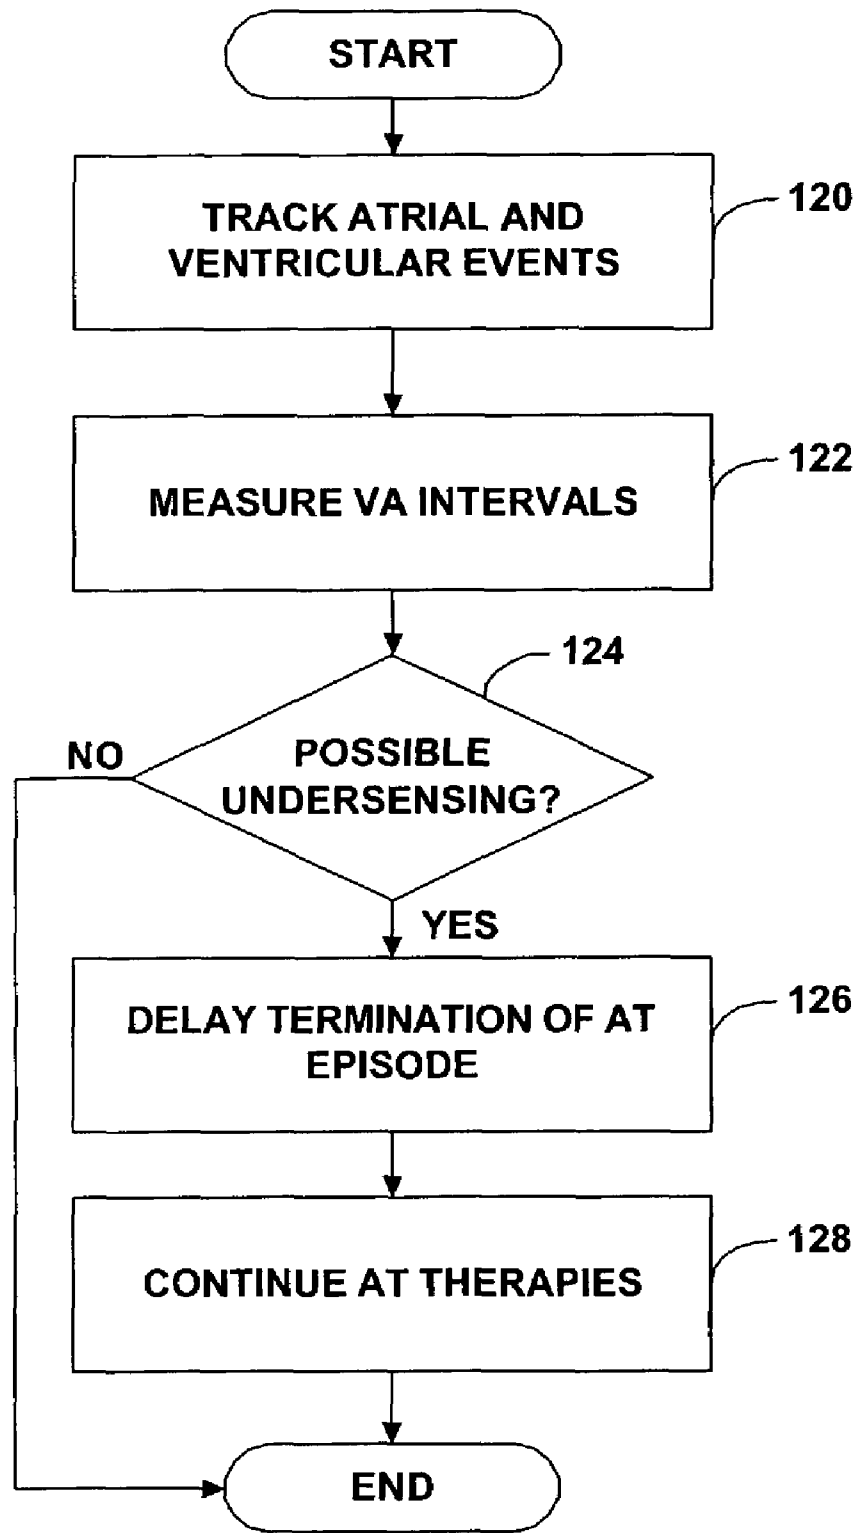 START
TRACK ATRIAL AND
VENTRICULAR EVENTS
120
MEASURE VA INTERVALS
122
124
POSSIBLE
UNDERSENSING?
NO
YES
DELAY TERMINATION OF AT
EPISODE
126
CONTINUE AT THERAPIES
128
END